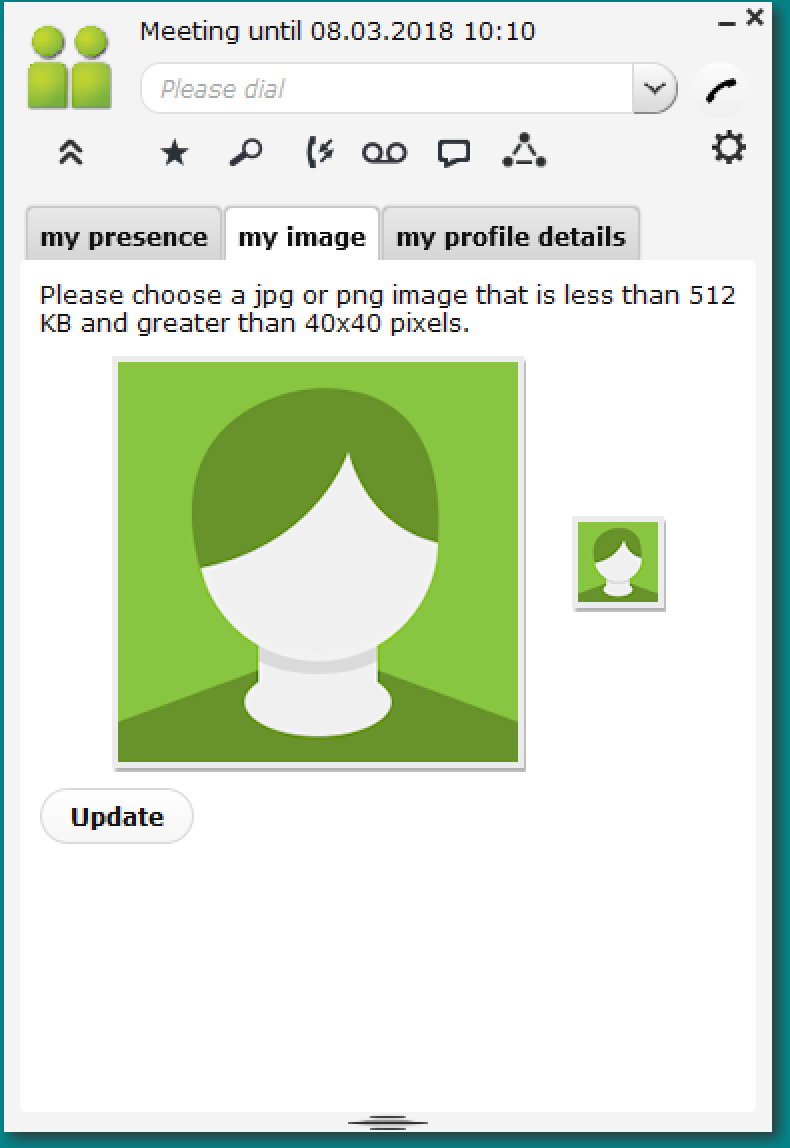 Meeting until 08.03.2018 10:10
Please dial
my presence
my image
my profile details
Please choose a jpg or png image that is less than 512
KB and greater than 40x40 pixels.
Update